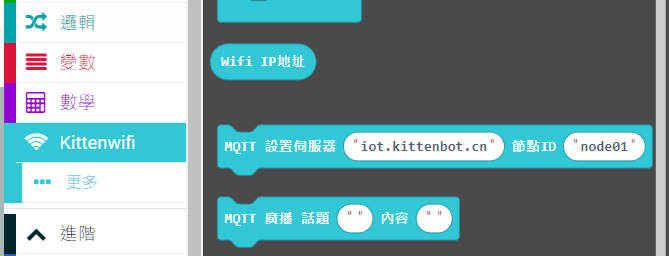 邏輯
變數
數學
Kittenwifi
更多
進階
Wifi IP地址
MQTT 設置伺服器 "iot.kittenbot.cn" 節點ID "node01"
MQTT 廣播 話題 "" 內容 ""